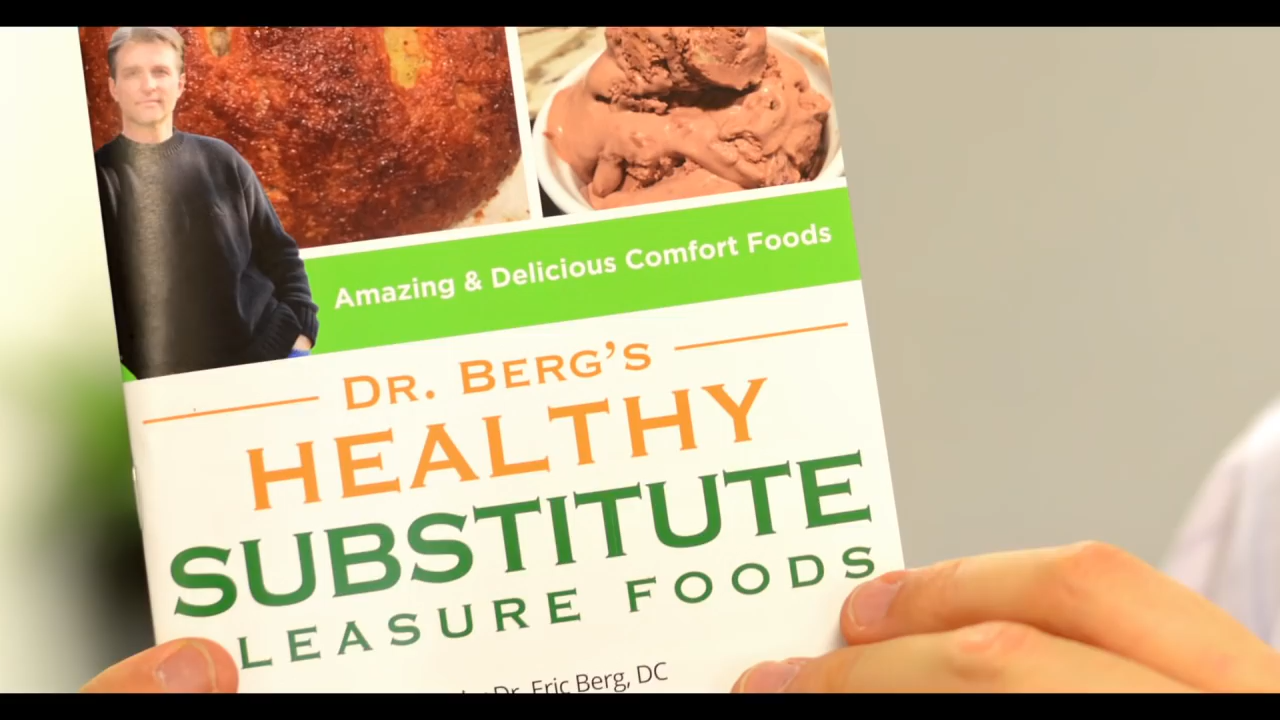 Amazing & Delicious Comfort Foods
DR. BERG'S
HEALTHY
SUBSTITUTE
LEASURE FOODS
Dr. Eric Berg, DC